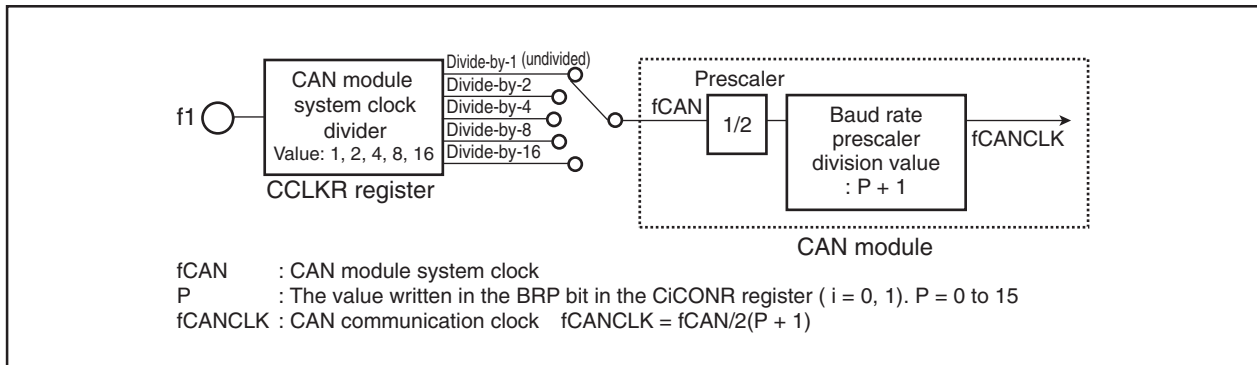 f1
CAN module
system clock
divider
Value: 1, 2, 4, 8, 16
CCLKR register
Divide-by-1 (undivided)
Divide-by-2
Divide-by-4
Divide-by-8
Divide-by-16
fCAN
Prescaler
1/2
Baud rate
prescaler
division value
: P + 1
fCANCLK
CAN module
fCAN : CAN module system clock
P : The value written in the BRP bit in the CiCONR register ( i = 0, 1). P = 0 to 15
fCANCLK : CAN communication clock fCANCLK = fCAN/2(P + 1)